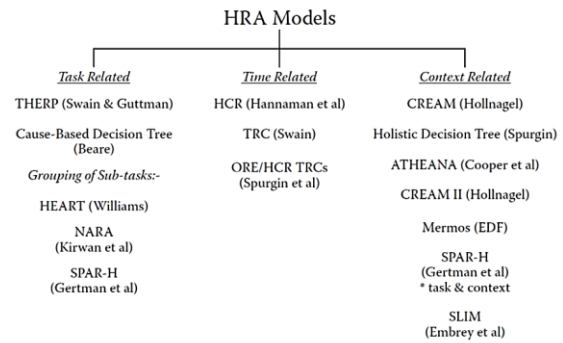 HRA Models
Task Related
THERP (Swain & Guttman)
Cause-Based Decision Tree
(Beare)
Grouping of Sub-tasks:-
HEART (Williams)
NARA
(Kirwan et al)
SPAR-H
(Gertman et al)
Time Related
HCR (Hannaman et al)
TRC (Swain)
ORE/HCR TRCs
(Spurgin et al)
Context Related
CREAM (Hollnagel)
Holistic Decision Tree (Spurgin)
ATHEANA (Cooper et al)
CREAM II (Hollnagel)
Mermos (EDF)
SPAR-H
(Gertman et al)
* task & context
SLIM
(Embrey et al)